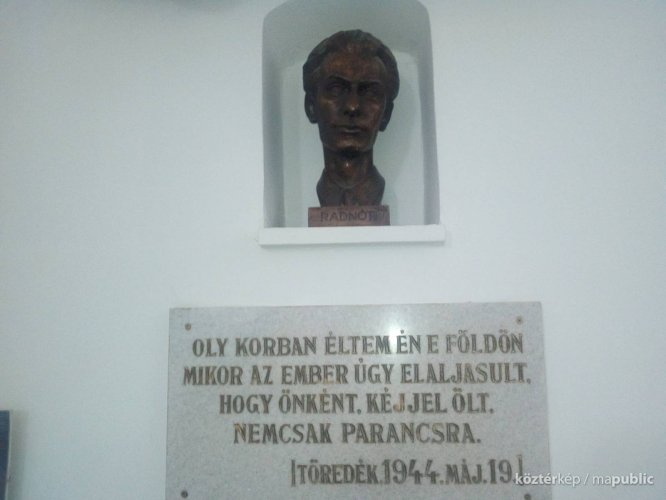 RADNÓTI
OLY KORBAN ÉLTEM ÉN E FÖLDÖN
MIKOR AZ EMBER ÚGY ELALJASULT,
HOGY ÖNKÉNT, KÉJJEL ÖLT,
NEMCSAK PARANCSRA.
|TÖREDÉK, 1944. MÁJ. 19.|
köztérkép / mapublic